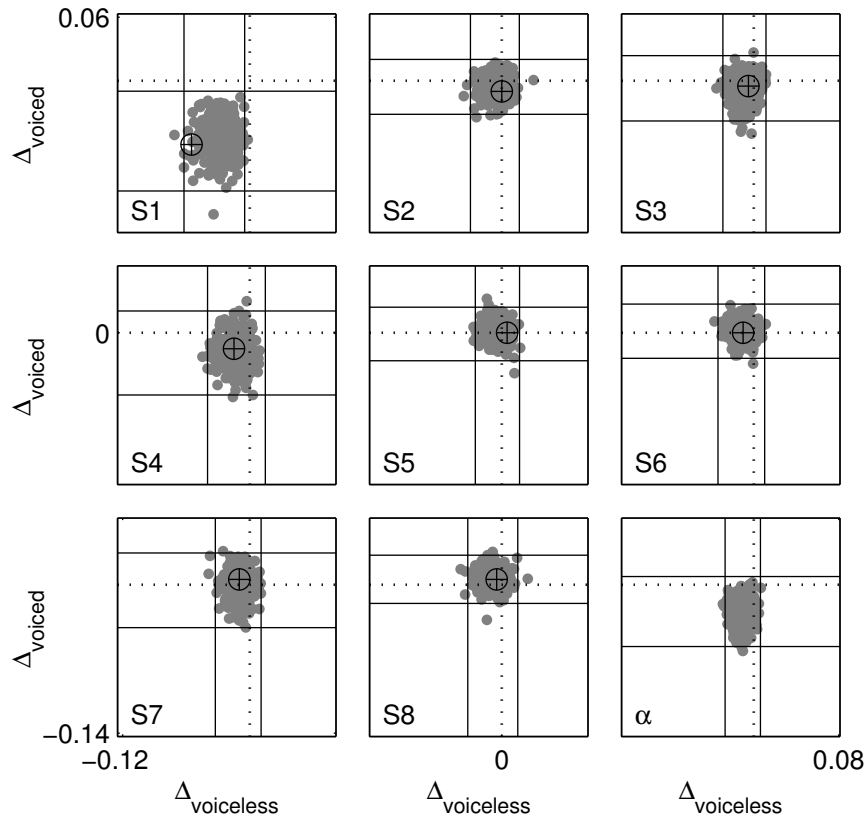 0.06
Δvoiced
S1
S2
S3
0
Δvoiced
S4
S5
S6
Δvoiced
S7
S8
α
−0.14
−0.12
0
0.08
Δvoiceless
Δvoiceless
Δvoiceless